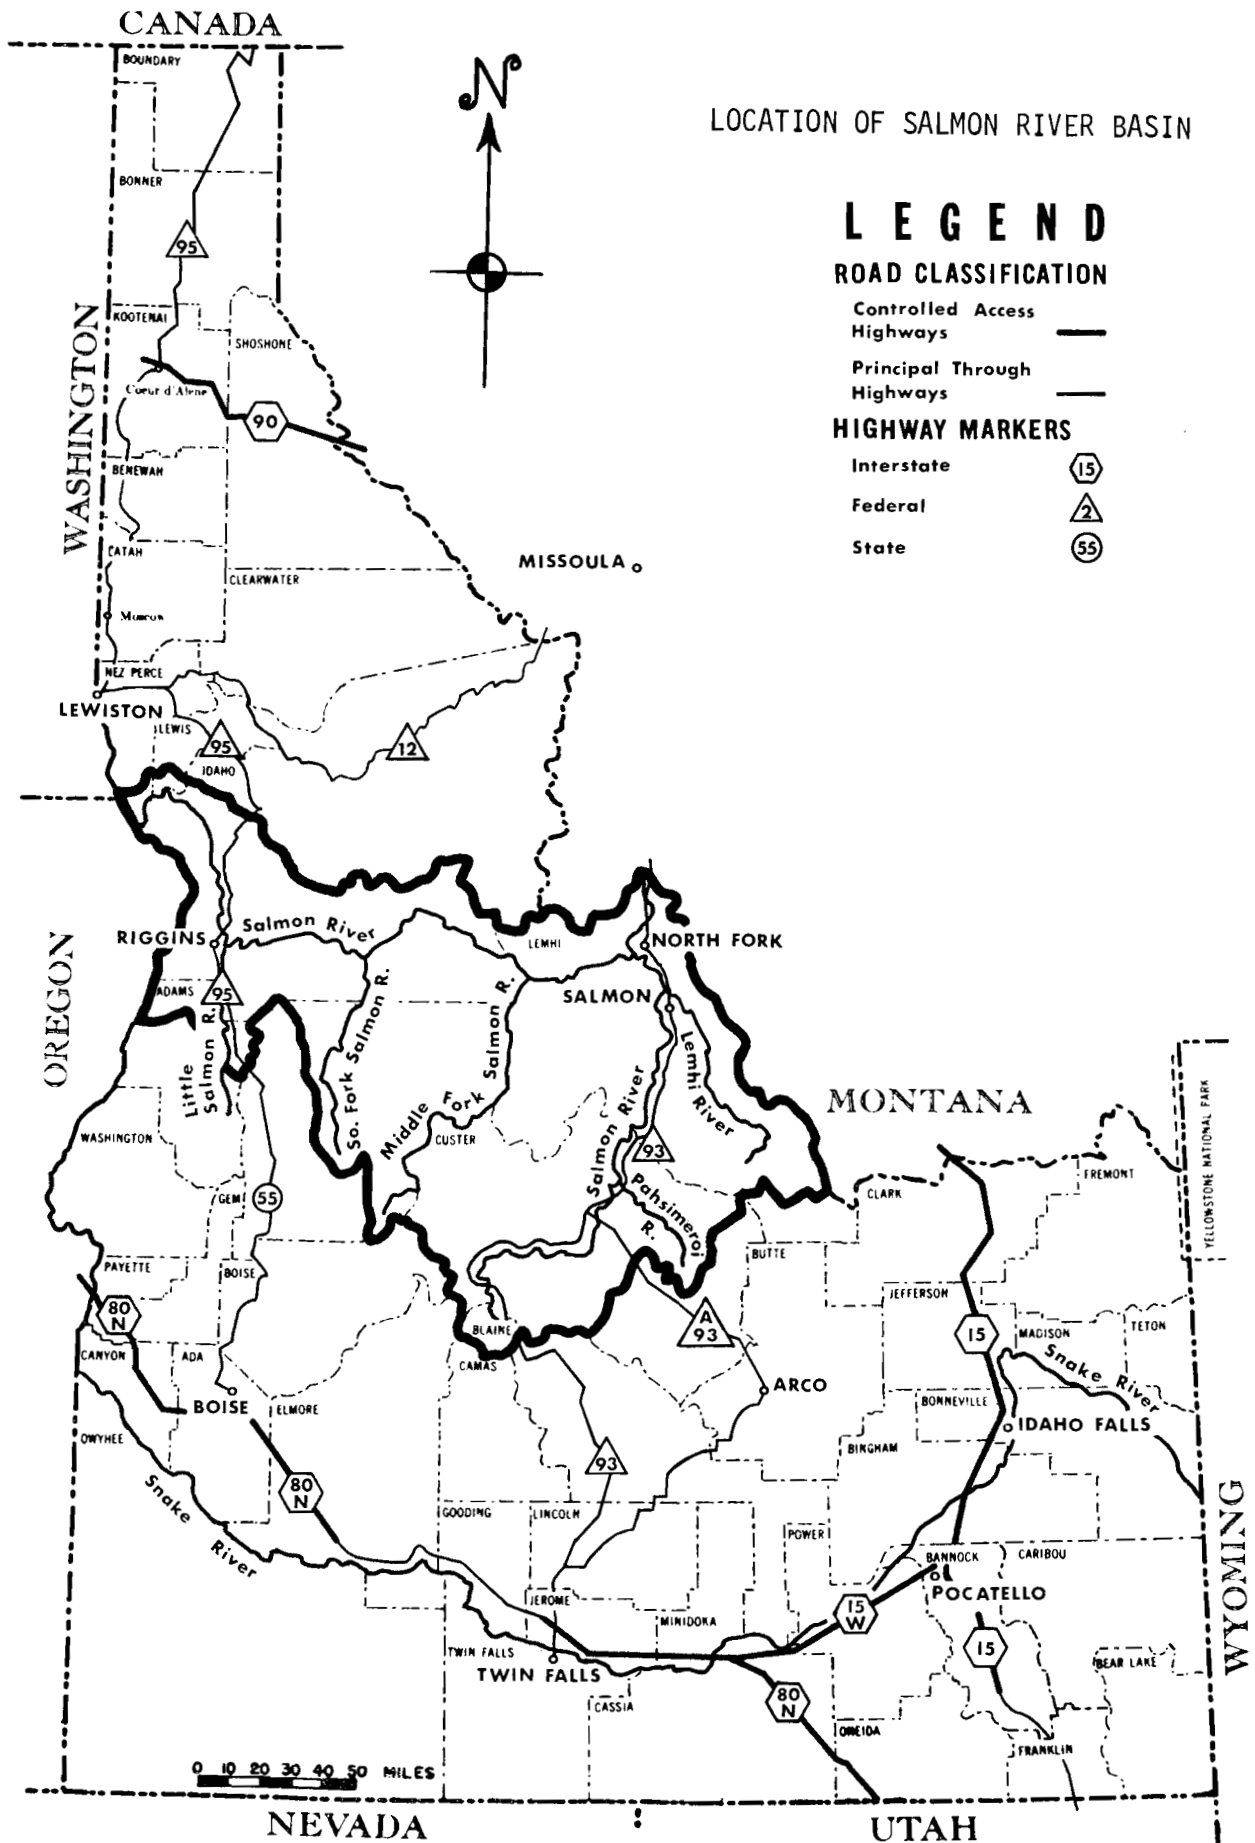 CANADA
BOUNDARY
N
LOCATION OF SALMON RIVER BASIN
BONNER
LEGEND
95
ROAD CLASSIFICATION
Controlled Access
Highways
KOOTENAI
SHOSHONE
WASHINGTON
Principal Through
Highways
Coeur d'Alene
90
HIGHWAY MARKERS
BENEWAH
Interstate
15
Federal
2
State
55
LATAH
MISSOULA
CLEARWATER
Moscow
NEZ PERCE
LEWISTON
LEWIS
95
12
IDAHO
Salmon River
RIGGINS
LEMHI
NORTH FORK
OREGON
ADAMS
95
SALMON
Little
Salmon R.
So. Fork Salmon R.
Middle Fork Salmon R.
Salmon River
Lemhi River
MONTANA
YELLOWSTONE NATIONAL PARK
WASHINGTON
CUSTER
93
FREMONT
CLARK
GEM
55
Pahsimeroi
R.
BUTTE
PAYETTE
BOISE
JEFFERSON
80
N
BLAINE
A
93
15
MADISON
TETON
CANYON
ADA
CAMAS
Snake River
ARCO
BOISE
ELMORE
BONNEVILLE
IDAHO FALLS
OWYHEE
BINGHAM
93
Snake
River
80
N
GOODING
LINCOLN
POWER
WYOMING
BANNOCK
CARIBOU
POCATELLO
JEROME
MINIDOKA
15
W
TWIN FALLS
TWIN FALLS
15
BEAR LAKE
CASSIA
80
N
ONEIDA
FRANKLIN
0 10 20 30 40 50 MILES
NEVADA
UTAH